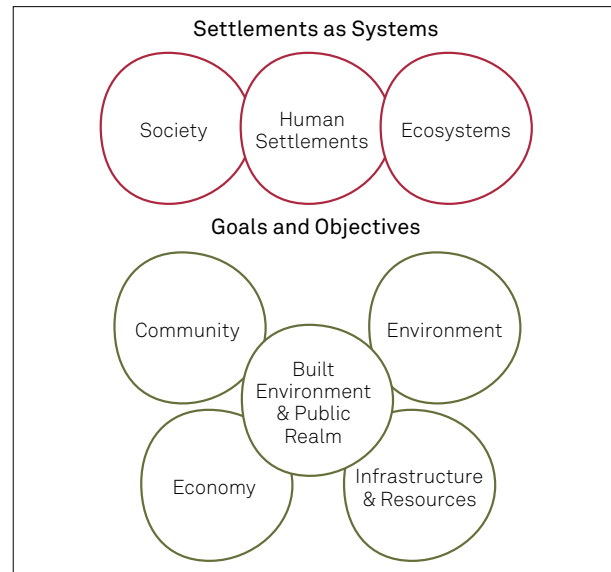 Settlements as Systems
Society
Human
Settlements
Ecosystems
Goals and Objectives
Community
Environment
Built
Environment
& Public
Realm
Economy
Infrastructure
& Resources